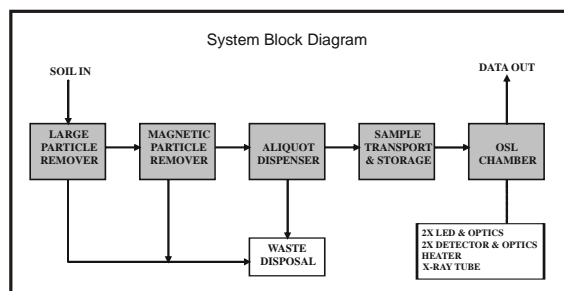 System Block Diagram
SOIL IN
DATA OUT
LARGE
PARTICLE
REMOVER
MAGNETIC
PARTICLE
REMOVER
ALIQUOT
DISPENSER
SAMPLE
TRANSPORT
& STORAGE
OSL
CHAMBER
WASTE
DISPOSAL
2X LED & OPTICS
2X DETECTOR & OPTICS
HEATER
X-RAY TUBE